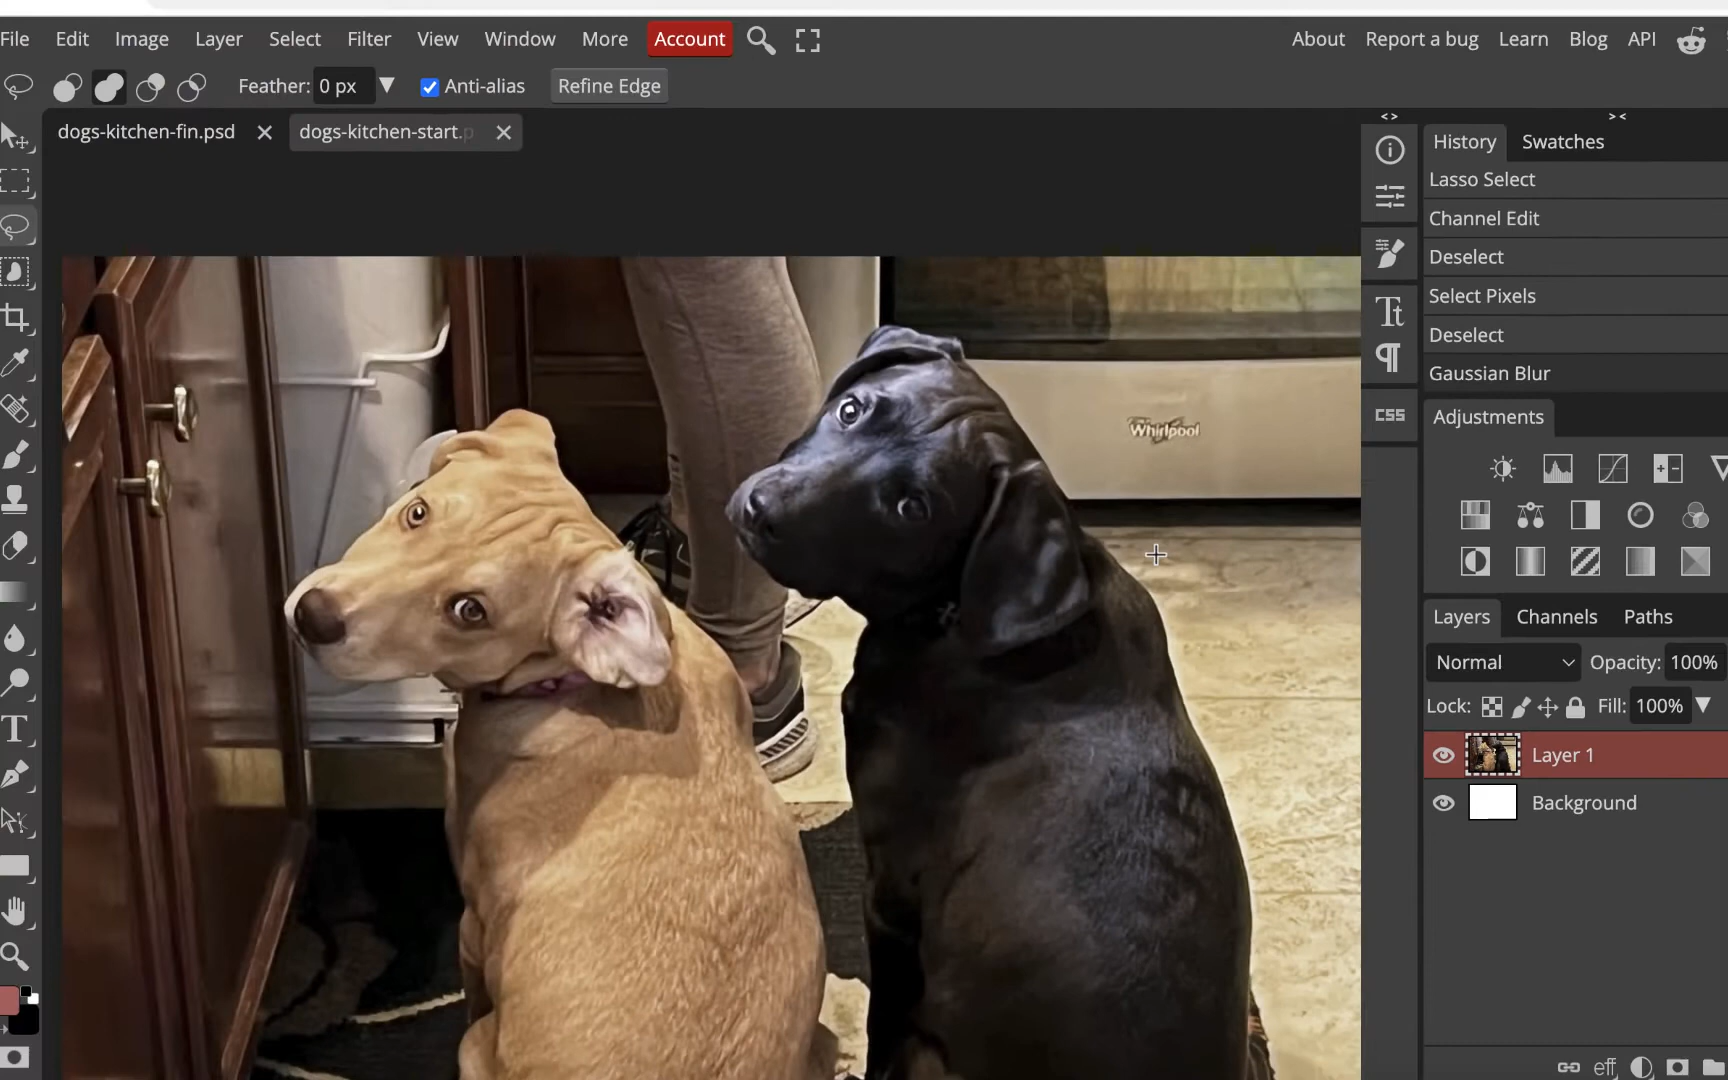 File Edit Image Layer Select Filter View Window More Account About Report a bug Learn Blog API
Feather: 0 px Anti-alias Refine Edge
dogs-kitchen-fin.psd dogs-kitchen-start.p
History Swatches
Lasso Select
Channel Edit
Deselect
Select Pixels
Deselect
Gaussian Blur
CSS
Adjustments
Whirlpool
Layers Channels Paths
Normal Opacity: 100%
Lock: Fill: 100%
Layer 1
Background
eff